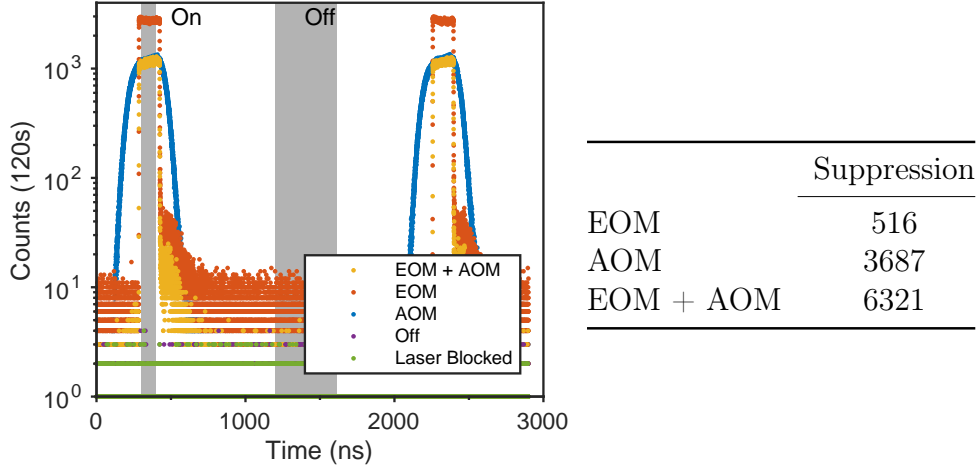 On
Off
10^3
10^2
10^1
10^0
Counts (120s)
EOM + AOM
EOM
AOM
Off
Laser Blocked
0
1000
2000
3000
Time (ns)
Suppression
EOM 516
AOM 3687
EOM + AOM 6321